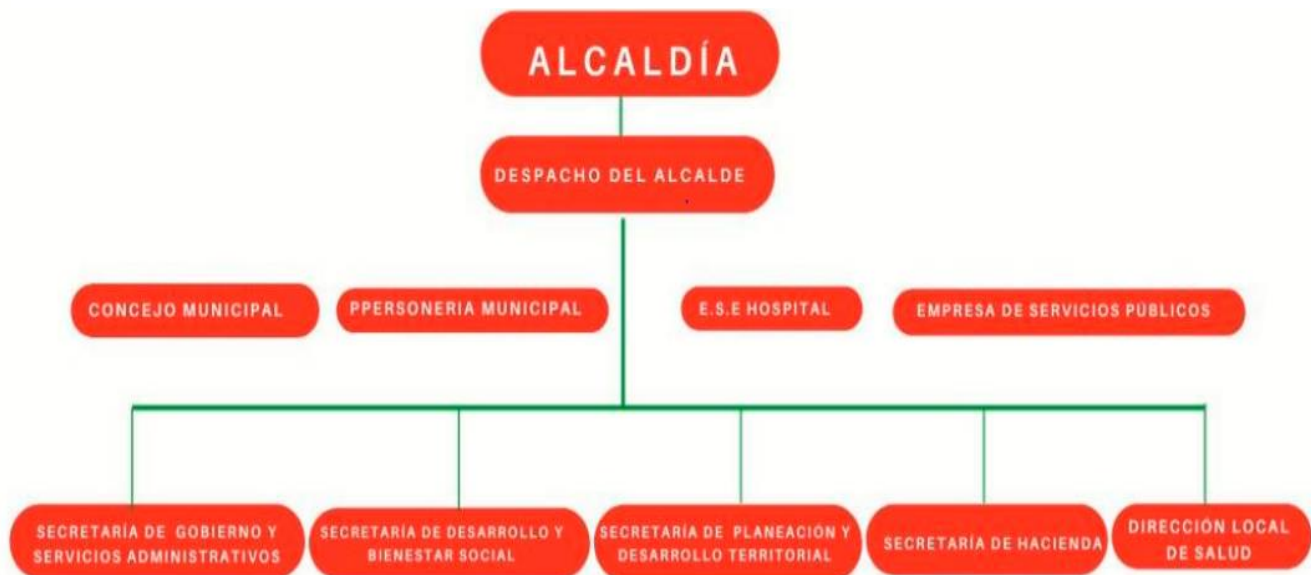 ALCALDÍA
DESPACHO DEL ALCALDE
CONCEJO MUNICIPAL
PPERSONERIA MUNICIPAL
E.S.E HOSPITAL
EMPRESA DE SERVICIOS PÚBLICOS
SECRETARÍA DE GOBIERNO Y
SERVICIOS ADMINISTRATIVOS
SECRETARÍA DE DESARROLLO Y
BIENESTAR SOCIAL
SECRETARÍA DE PLANEACIÓN Y
DESARROLLO TERRITORIAL
SECRETARÍA DE HACIENDA
DIRECCIÓN LOCAL
DE SALUD